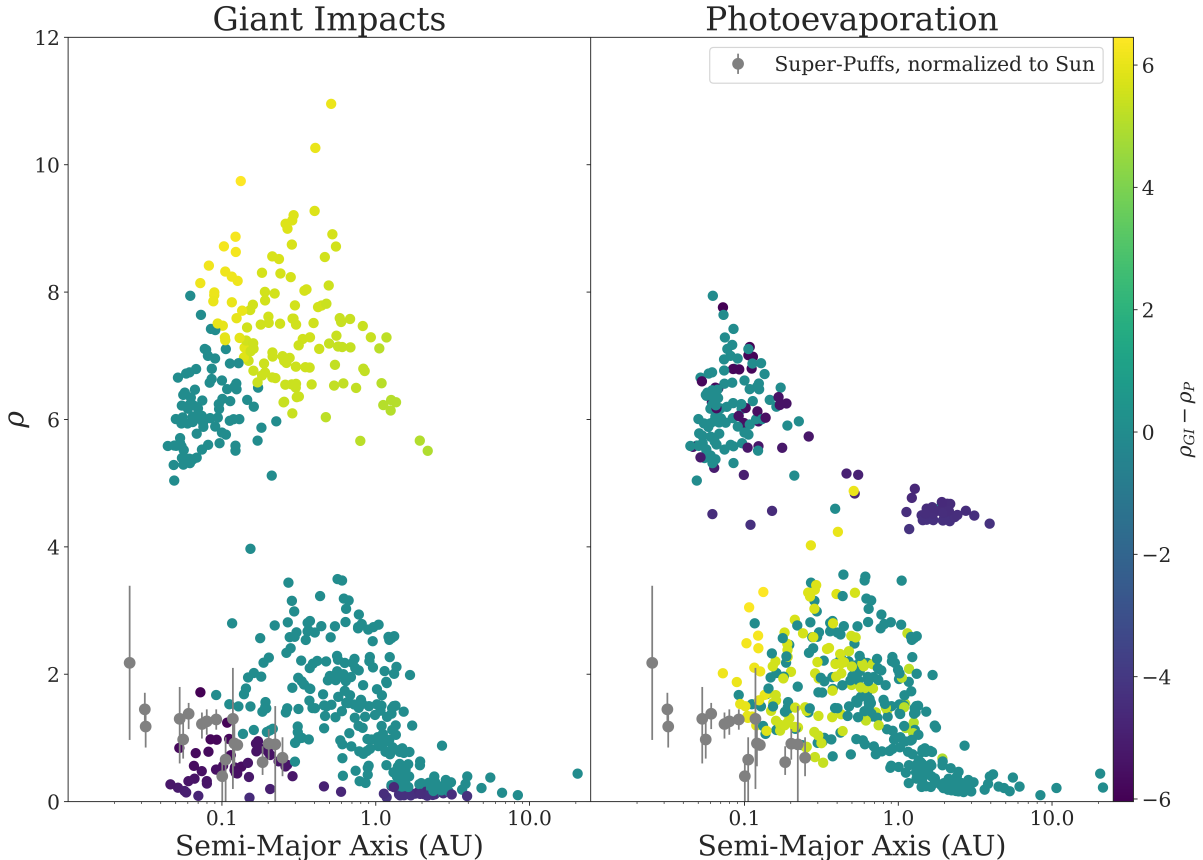 Giant Impacts Photoevaporation
Super-Puffs, normalized to Sun
12
10
8
6
4
2
0
ρ
0.1 1.0 10.0
0.1 1.0 10.0
Semi-Major Axis (AU) Semi-Major Axis (AU)
6
4
2
0
−2
−4
−6
ρGI − ρP